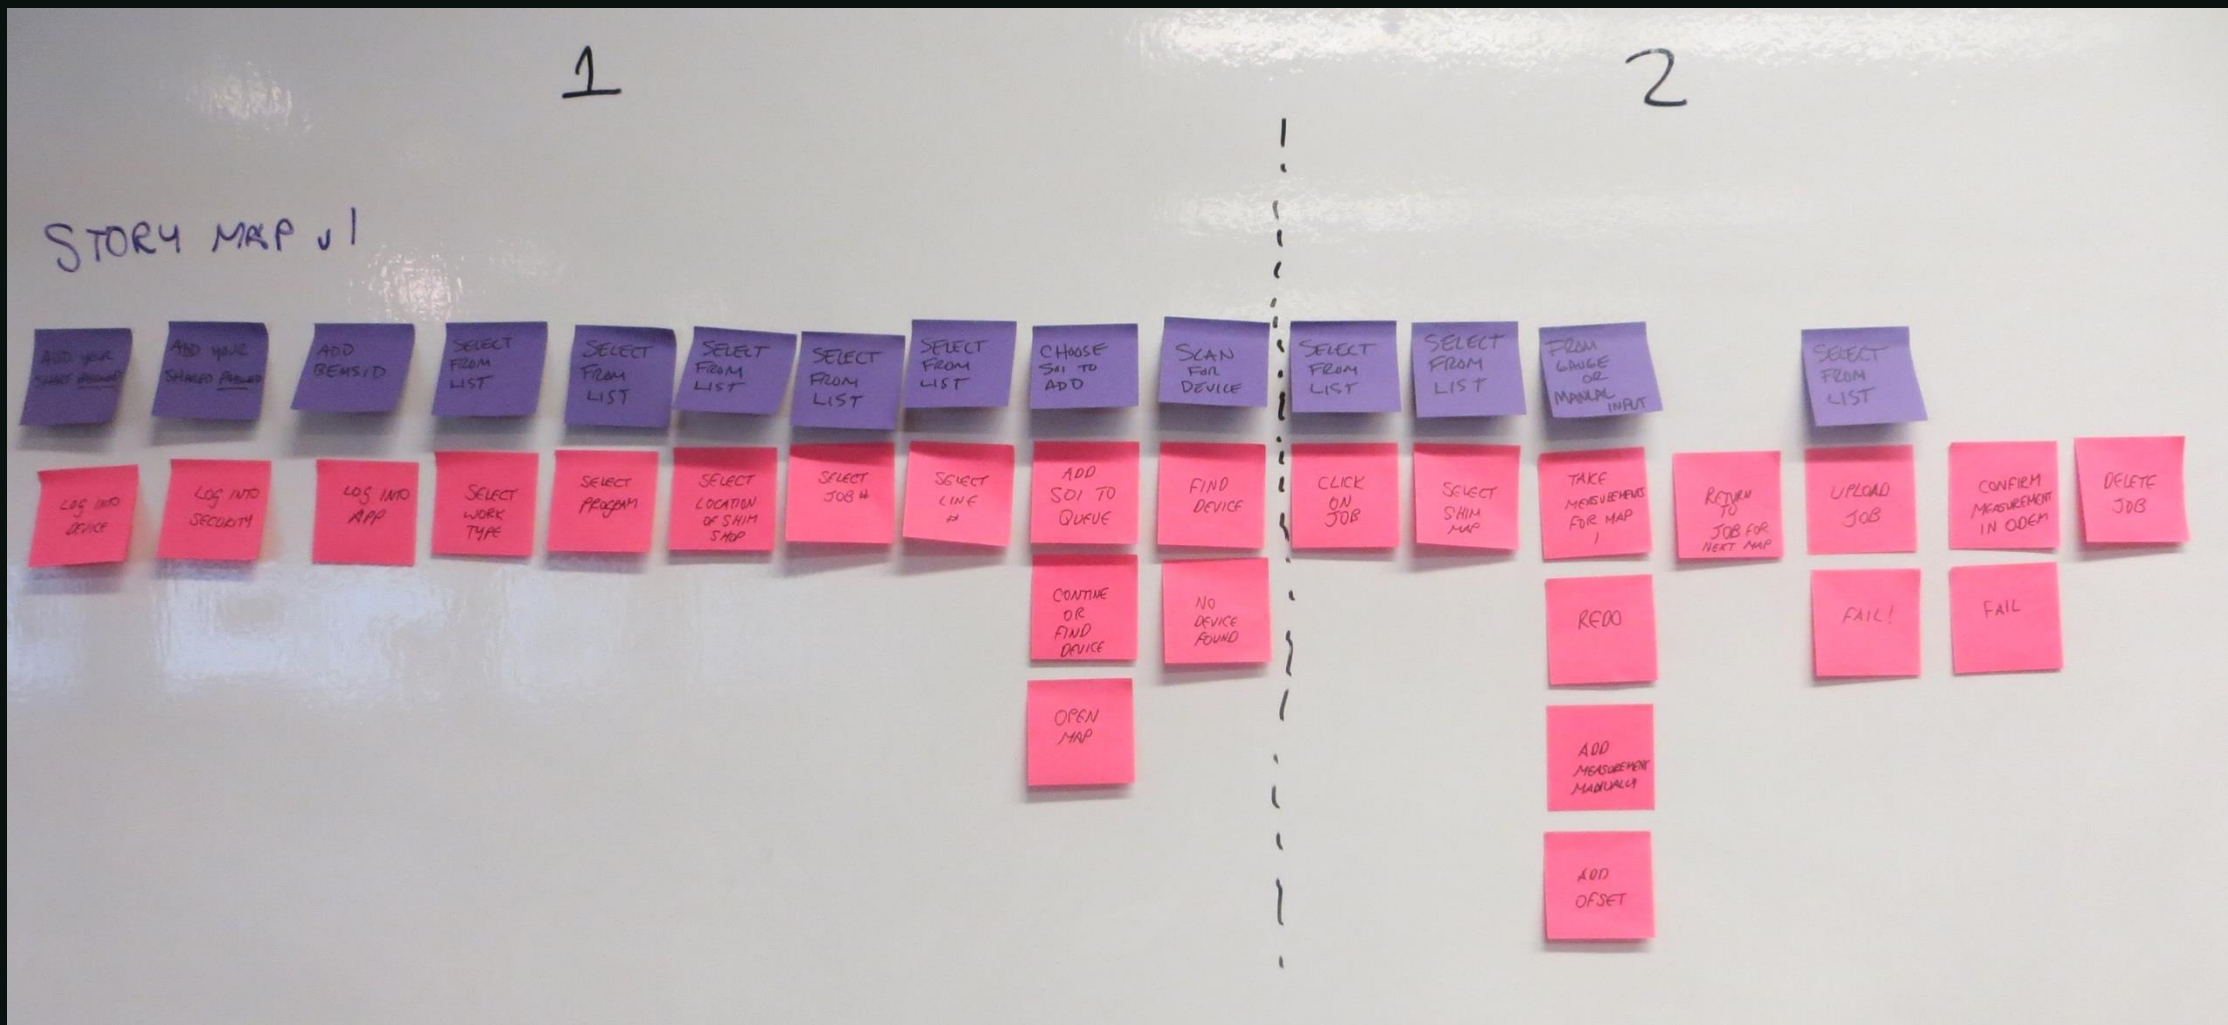 1
2
STORY MAP v1
ADD YOUR
SHARE
ADD YOUR
SHARED
ADD
BEMSID
SELECT
FROM
LIST
SELECT
FROM
LIST
SELECT
FROM
LIST
SELECT
FROM
LIST
SELECT
FROM
LIST
CHOOSE
SOI TO
ADD
SCAN
FOR
DEVICE
SELECT
FROM
LIST
SELECT
FROM
LIST
FROM
GAUGE
OR
MANUAL
INPUT
SELECT
FROM
LIST
LOG INTO
DEVICE
LOG INTO
SECURITY
LOG INTO
APP
SELECT
WORK
TYPE
SELECT
PROGRAM
SELECT
LOCATION
OF SHIM
SHOP
SELECT
JOB #
SELECT
LINE
#
ADD
SOI TO
QUEUE
FIND
DEVICE
CLICK
ON
JOB
SELECT
SHIM
MAP
TAKE
MEASUREMENTS
FOR MAP
1
RETURN
TO
JOB FOR
NEXT MAP
UPLOAD
JOB
CONFIRM
MEASUREMENT
IN ODEM
DELETE
JOB
CONTINE
OR
FIND
DEVICE
NO
DEVICE
FOUND
REDO
FAIL!
FAIL
OPEN
MAP
ADD
MEASUREMENT
MANUALLY
ADD
OFSET